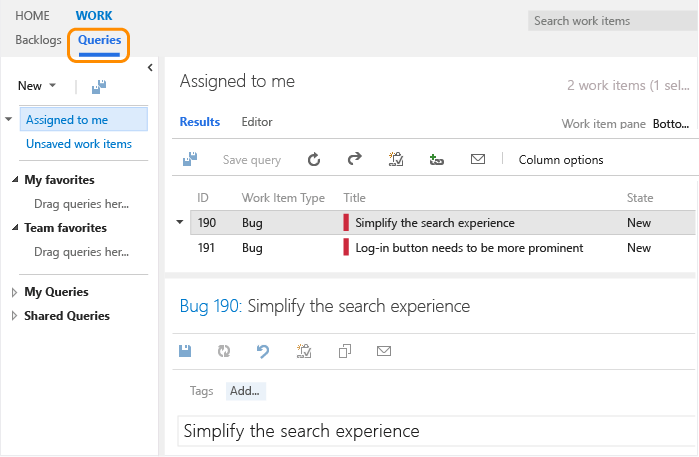 HOME WORK
Search work items
Backlogs Queries
New
Assigned to me
Unsaved work items
My favorites
Drag queries her...
Team favorites
Drag queries her...
My Queries
Shared Queries
Assigned to me
2 work items (1 sel...
Results Editor
Work item pane Botto...
Save query Column options
ID Work Item Type Title State
190 Bug Simplify the search experience New
191 Bug Log-in button needs to be more prominent New
Bug 190: Simplify the search experience
Tags Add...
Simplify the search experience